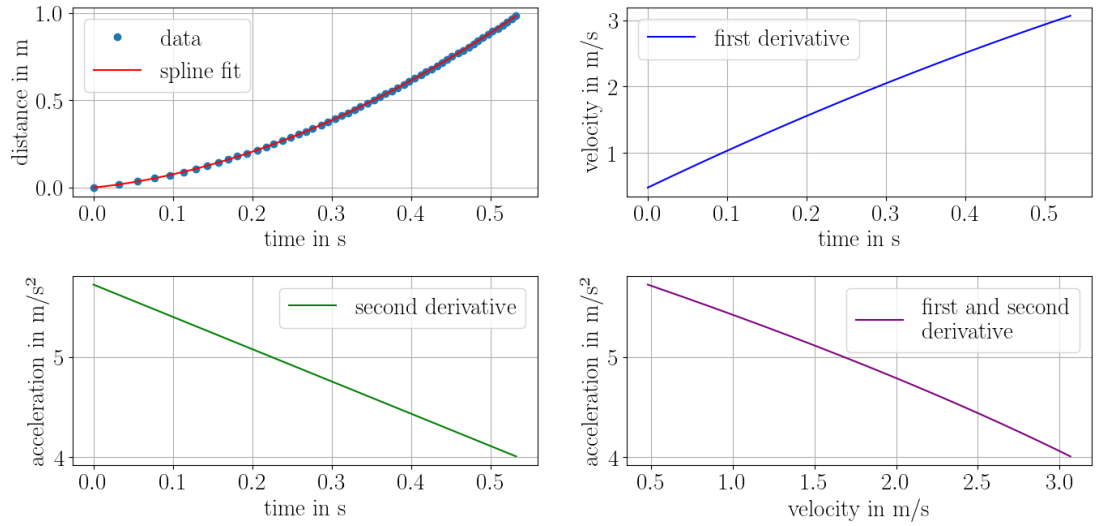 1.0
0.5
0.0
distance in m
data
spline fit
0.0 0.1 0.2 0.3 0.4 0.5
time in s
3
2
1
velocity in m/s
first derivative
0.0 0.1 0.2 0.3 0.4 0.5
time in s
5
4
acceleration in m/s²
second derivative
0.0 0.1 0.2 0.3 0.4 0.5
time in s
5
4
acceleration in m/s²
first and second
derivative
0.5 1.0 1.5 2.0 2.5 3.0
velocity in m/s